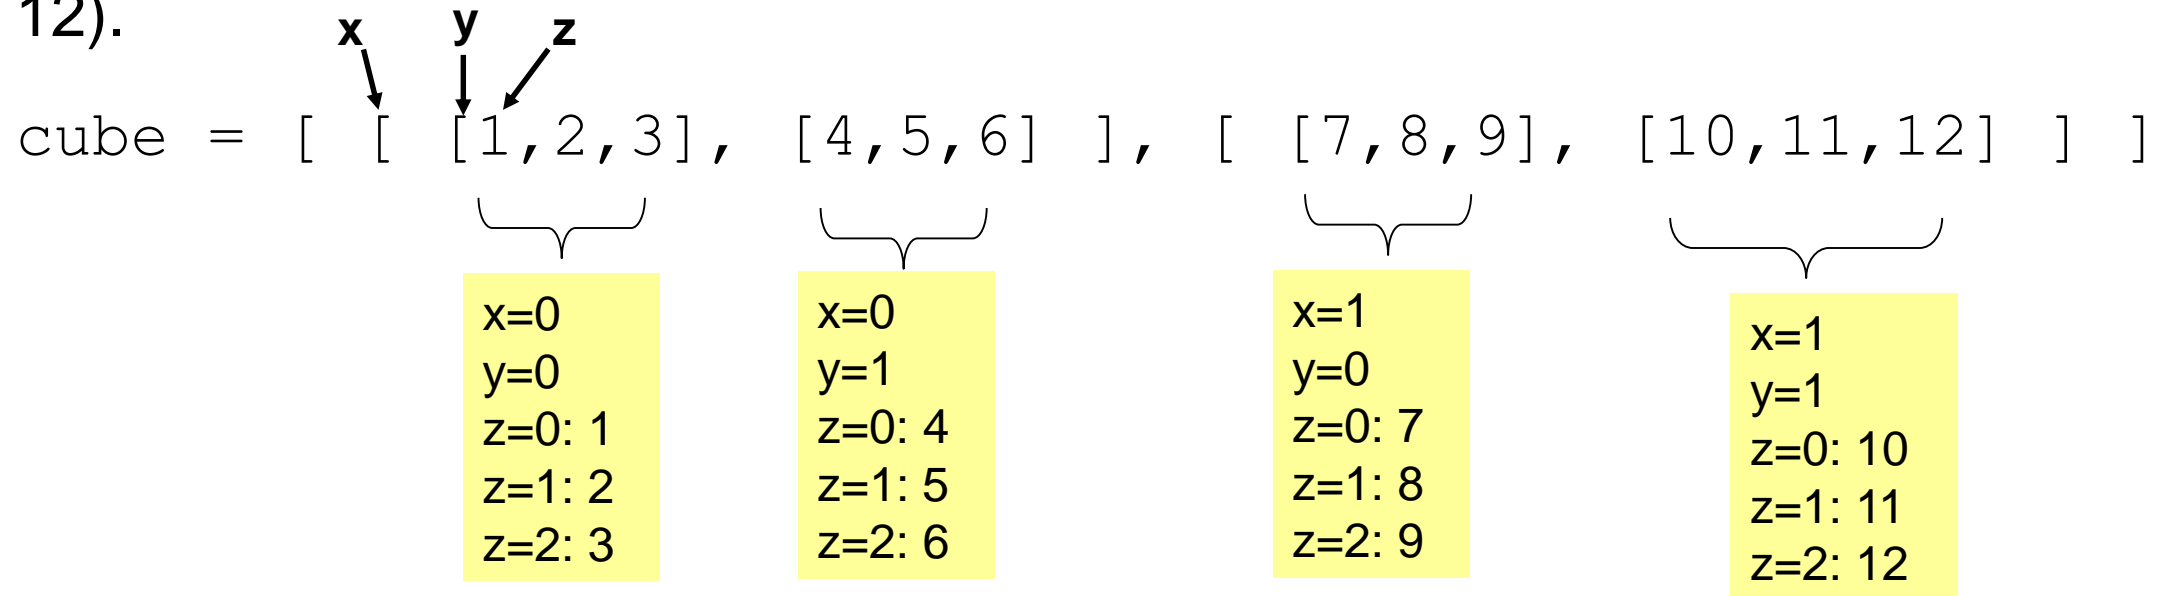 12).
x y z
cube = [ [ [1,2,3], [4,5,6] ], [ [7,8,9], [10,11,12] ] ]
x=0
y=0
z=0: 1
z=1: 2
z=2: 3
x=0
y=1
z=0: 4
z=1: 5
z=2: 6
x=1
y=0
z=0: 7
z=1: 8
z=2: 9
x=1
y=1
z=0: 10
z=1: 11
z=2: 12